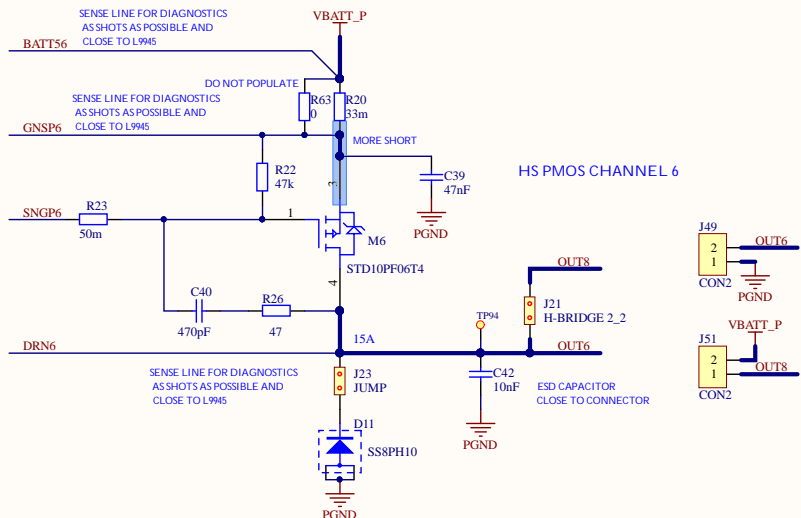 SENSE LINE FOR DIAGNOSTICS
AS SHOTS AS POSSIBLE AND
CLOSE TO L9945
BATT56
VBATT_P
DO NOT POPULATE
SENSE LINE FOR DIAGNOSTICS
AS SHOTS AS POSSIBLE AND
CLOSE TO L9945
R63
0
R20
33m
GNSP6
MORE SHORT
R22
47k
3
C39
47nF
PGND
HS PMOS CHANNEL 6
SNGP6
R23
50m
1
M6
STD10PF06T4
4
C40
470pF
R26
47
OUT8
J21
H-BRIDGE 2_2
TP94
15A
DRN6
OUT6
J49
2
1
CON2
OUT6
PGND
VBATT_P
J51
2
1
CON2
OUT8
SENSE LINE FOR DIAGNOSTICS
AS SHOTS AS POSSIBLE AND
CLOSE TO L9945
J23
JUMP
C42
10nF
ESD CAPACITOR
CLOSE TO CONNECTOR
PGND
D11
SS8PH10
PGND